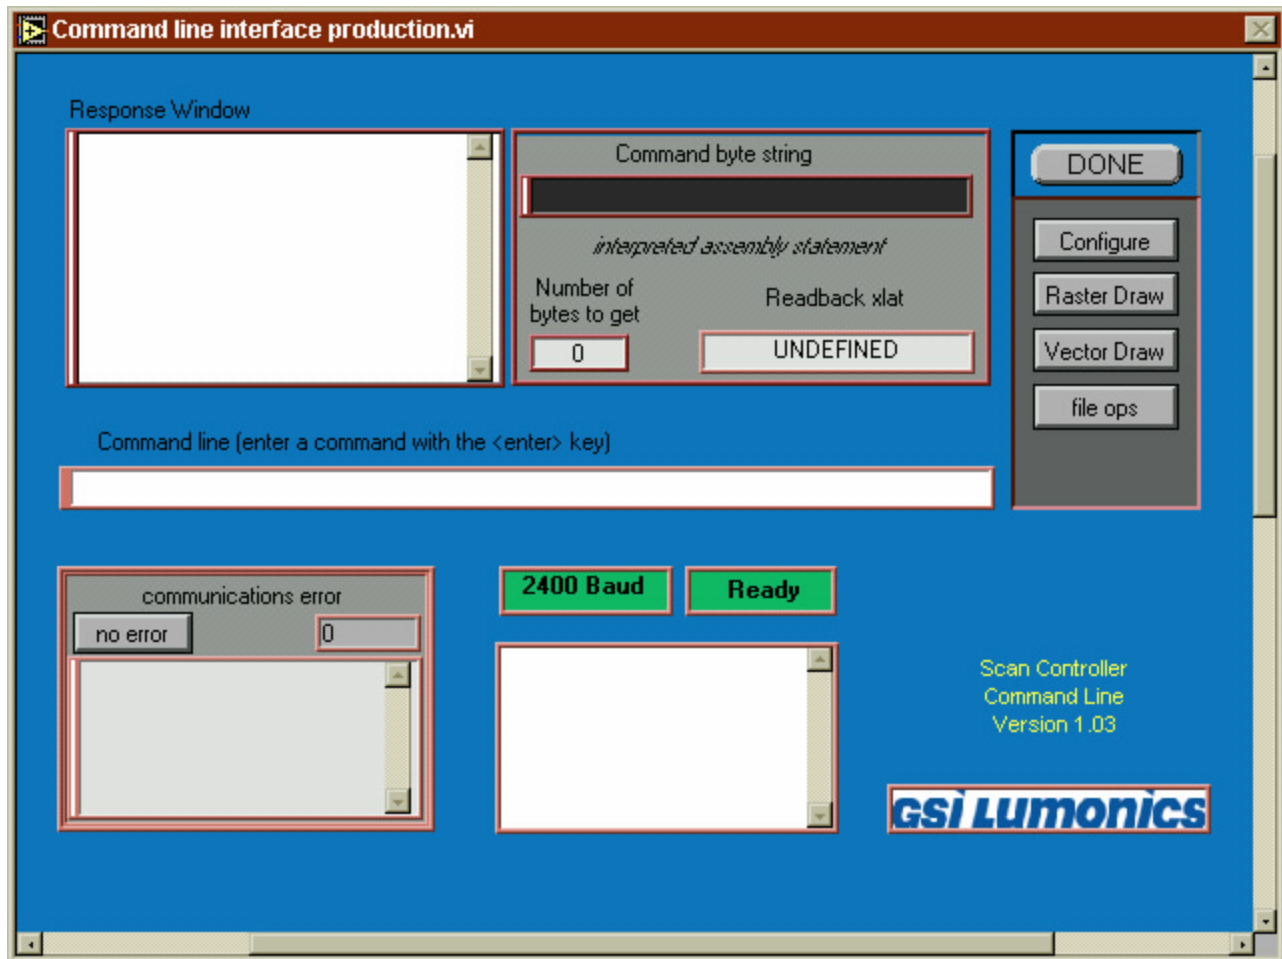 Command line interface production.vi
Response Window
Command byte string
interpreted assembly statement
Number of
bytes to get
0
Readback xlat
UNDEFINED
DONE
Configure
Raster Draw
Vector Draw
file ops
Command line (enter a command with the <enter> key)
communications error
no error
0
2400 Baud
Ready
Scan Controller
Command Line
Version 1.03
GSI LUMONICS